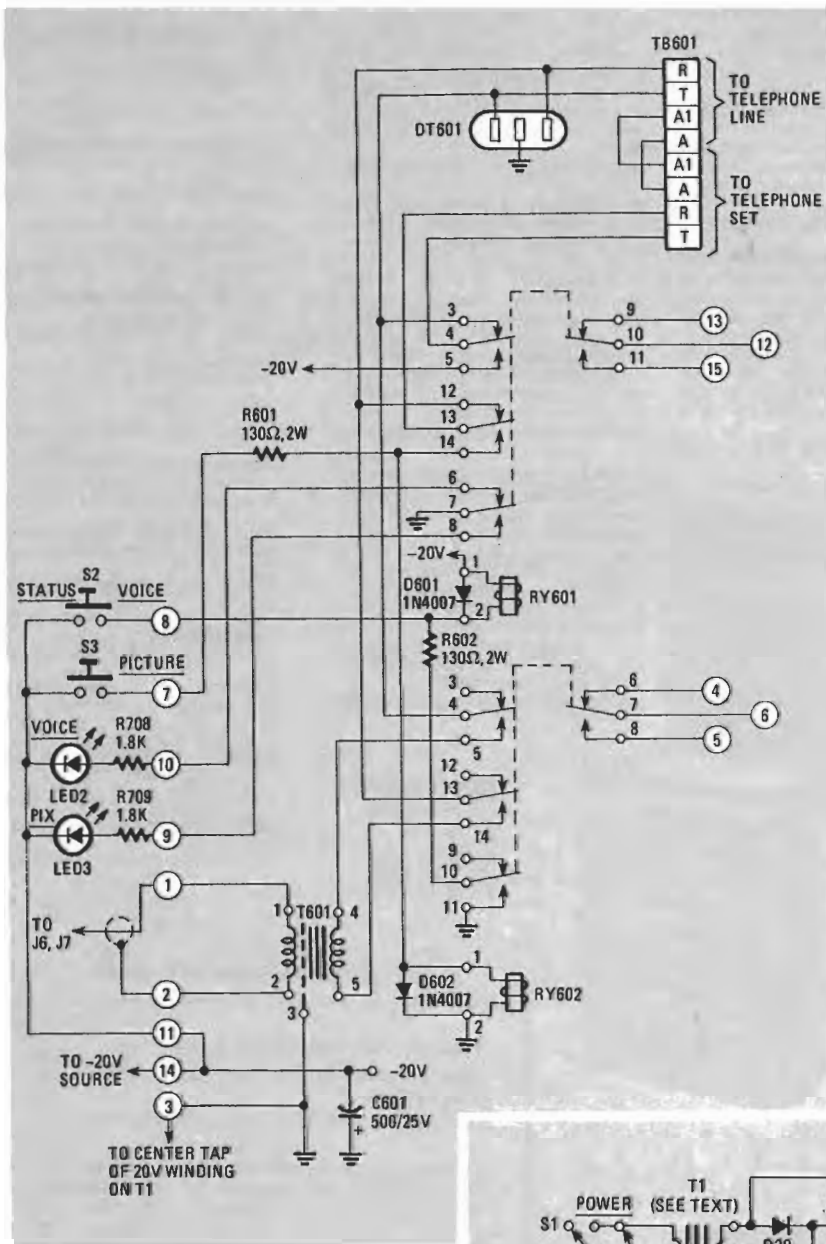 TB601
R
T
A1
A
A1
A
R
T
TO
TELEPHONE
LINE
TO
TELEPHONE
SET
DT601
3
4
5
-20V
9
10
11
13
12
15
12
13
14
R601
130Ω, 2W
6
7
8
-20V
1
D601
1N4007
2
RY601
S2
STATUS
VOICE
8
S3
PICTURE
7
R602
130Ω, 2W
3
4
5
6
7
8
4
6
5
VOICE
R708
1.8K
10
LED2
PIX
R709
1.8K
9
LED3
12
13
14
9
10
11
1
TO
J6, J7
2
1
T601
4
2
5
3
1
D602
1N4007
2
RY602
11
TO -20V
SOURCE
14
-20V
3
C601
500/25V
+
TO CENTER TAP
OF 20V WINDING
ON T1
T1
POWER
(SEE TEXT)
S1